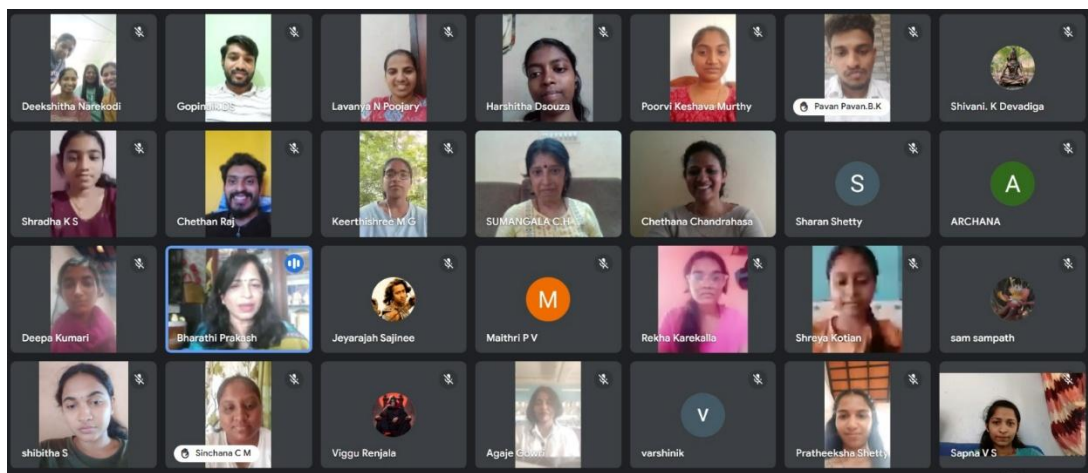 Deekshitha Narekodi
Lavanya N Poojary
Harshitha Dsouza
Poorvi Keshava Murthy
Pavan Pavan.B.K
Shivani. K Devadiga
Shradha K S
Chethan Raj
Keerthishree M G
SUMANGALA C.H
Chethana Chandrahasa
S
Sharan Shetty
A
ARCHANA
Deepa Kumari
Bharathi Prakash
Jeyarajah Sajinee
M
Maithri P V
Rekha Karekalla
Shreya Kotian
sam sampath
shibitha S
Sinchana C M
Viggu Renjala
Agaje Gowri
V
varshinik
Pratheeksha Shetty
Sapna V S